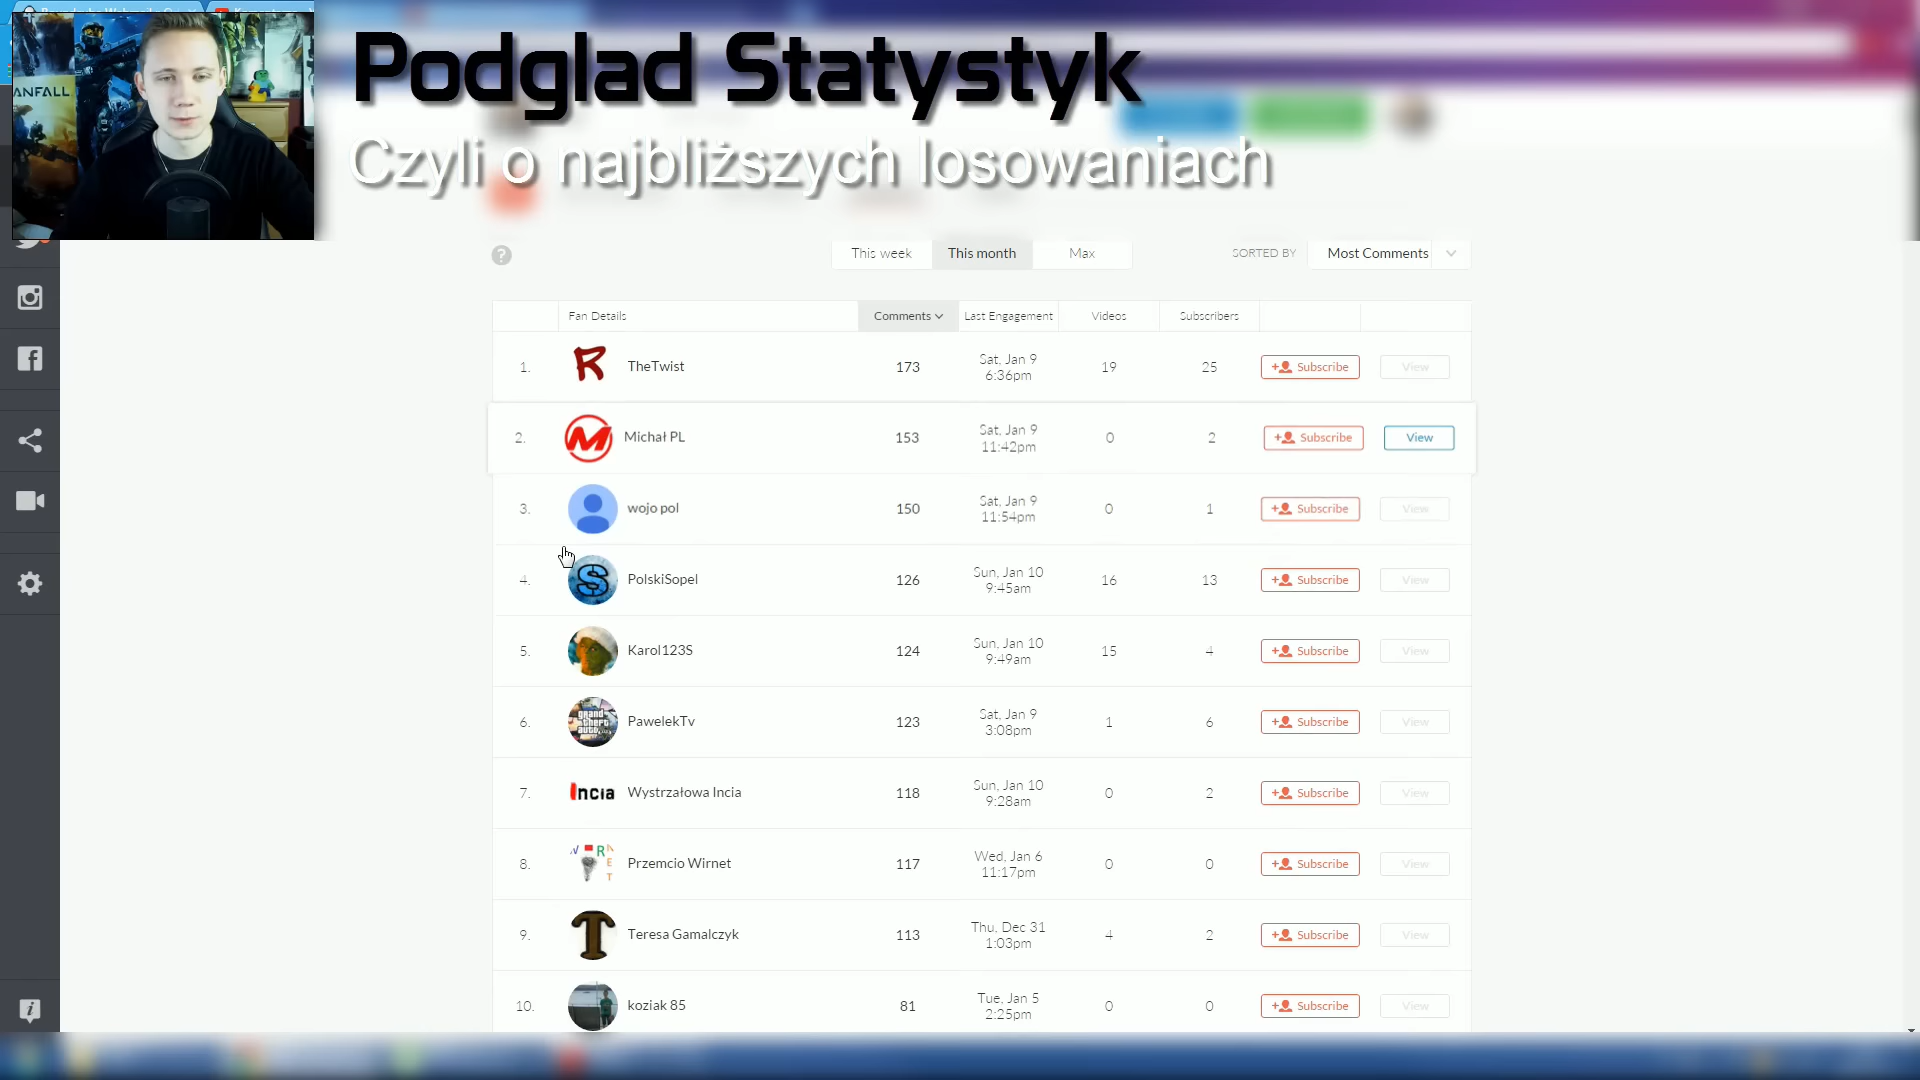 Podglad Statystyk
Czyli o najbliższych losowaniach
ANFALL
?
This week This month Max SORTED BY Most Comments
Fan Details Comments Last Engagement Videos Subscribers
1. R TheTwist 173 Sat, Jan 9 6:36pm 19 25 Subscribe View
2. M Michał PL 153 Sat, Jan 9 11:42pm 0 2 Subscribe View
3. wojo pol 150 Sat, Jan 9 11:54pm 0 1 Subscribe View
4. S PolskiSopel 126 Sun, Jan 10 9:45am 16 13 Subscribe View
5. Karol123S 124 Sun, Jan 10 9:49am 15 4 Subscribe View
6. grand theft auto PawelekTv 123 Sat, Jan 9 3:08pm 1 6 Subscribe View
7. Incia Wystrzałowa Incia 118 Sun, Jan 10 9:28am 0 2 Subscribe View
8. Przemcio Wirnet 117 Wed, Jan 6 11:17pm 0 0 Subscribe View
9. T Teresa Gamalczyk 113 Thu, Dec 31 1:03pm 4 2 Subscribe View
10. koziak 85 81 Tue, Jan 5 2:25pm 0 0 Subscribe View